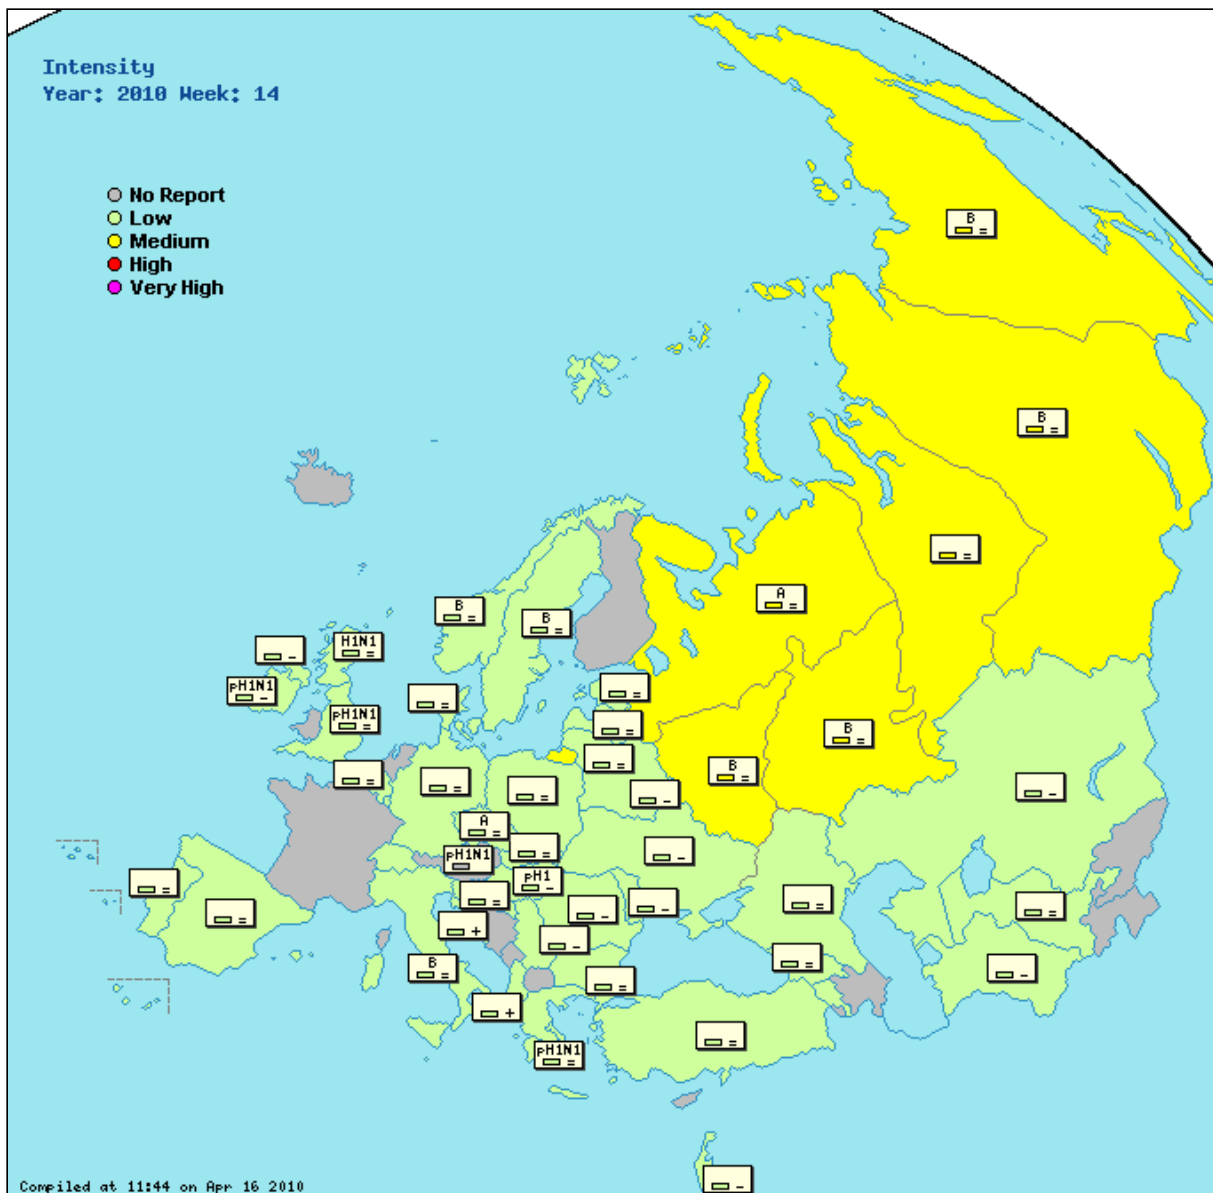 Intensity
Year: 2010 Week: 14
No Report
Low
Medium
High
Very High
B
=
B
=
=
A
=
B
=
B
=
H1N1
=
-
pH1N1
-
=
=
pH1N1
=
=
B
=
=
B
=
=
=
=
=
-
-
A
=
=
-
pH1N1
pH1
-
=
=
-
-
=
=
=
+
-
B
=
=
-
=
+
=
pH1N1
=
-
Compiled at 11:44 on Apr 16 2010